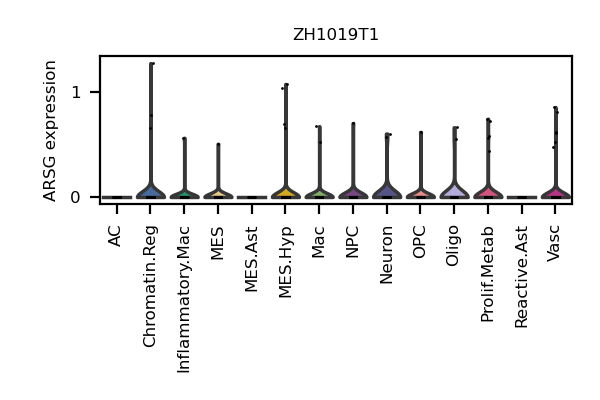 ZH1019T1
ARSG expression
1
0
AC
Chromatin.Reg
Inflammatory.Mac
MES
MES.Ast
MES.Hyp
Mac
NPC
Neuron
OPC
Oligo
Prolif.Metab
Reactive.Ast
Vasc